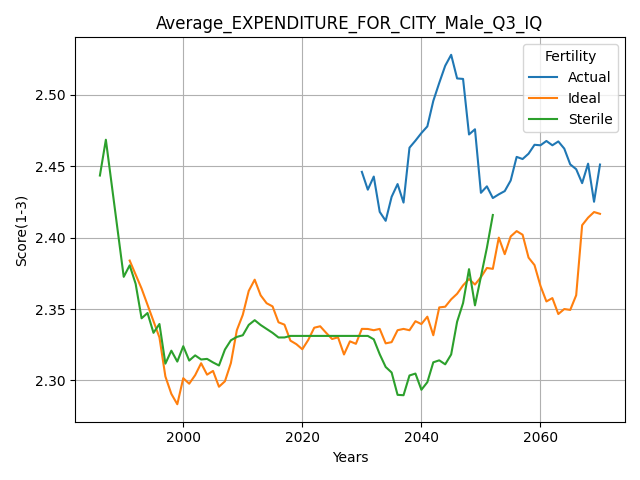 Average_EXPENDITURE_FOR_CITY_Male_Q3_IQ
Fertility
Actual
Ideal
Sterile
Score(1-3)
2.50
2.45
2.40
2.35
2.30
2000
2020
2040
2060
Years